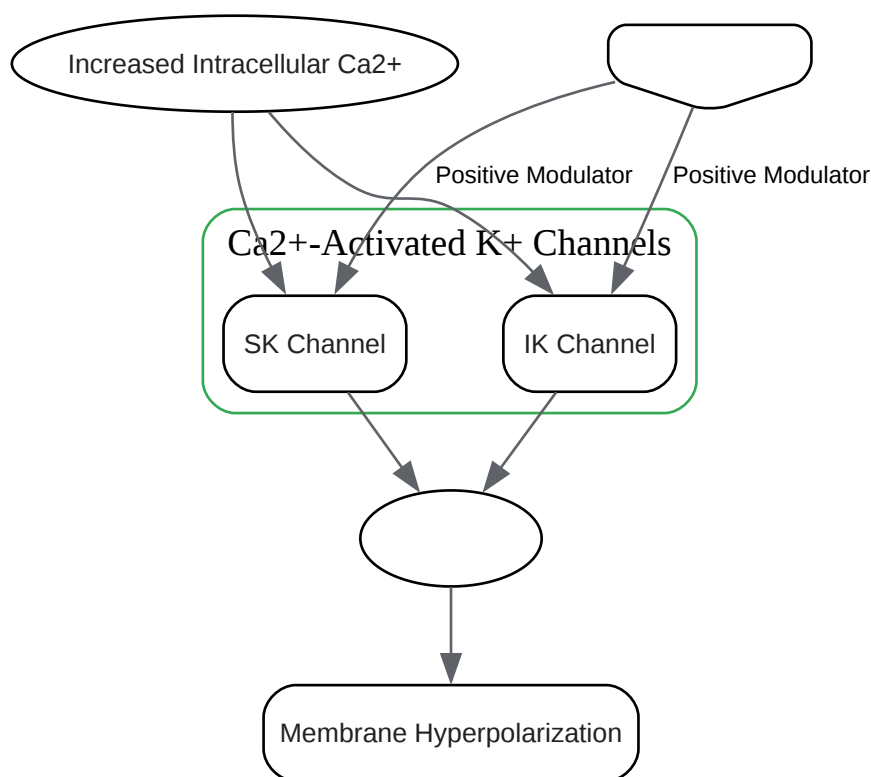 Increased Intracellular Ca2+
Positive Modulator
Positive Modulator
Ca2+-Activated K+ Channels
SK Channel
IK Channel
Membrane Hyperpolarization